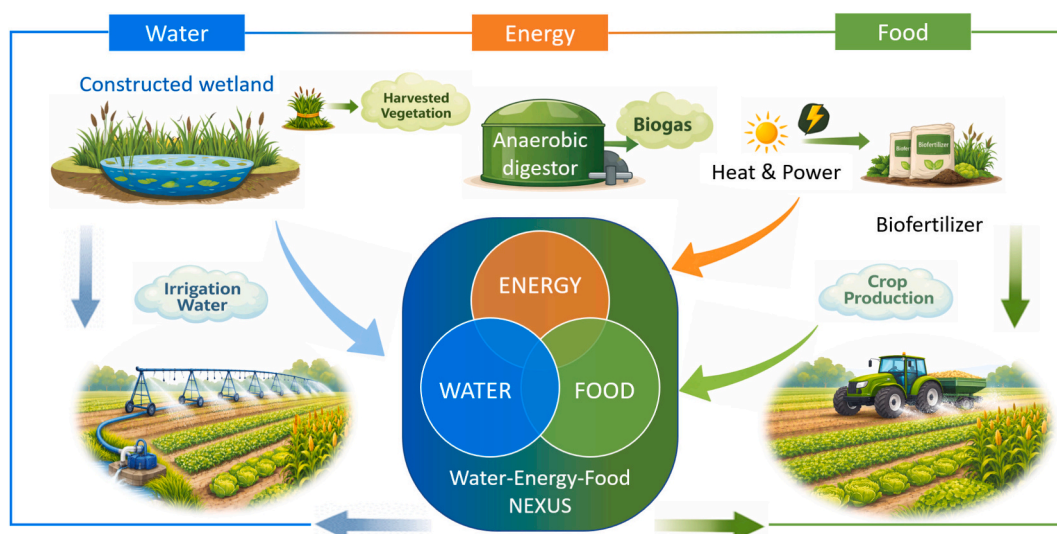 Water
Energy
Food
Constructed wetland
Harvested
Vegetation
Anaerobic
digestor
Biogas
Heat & Power
Biofertilizer
Biofertilizer
Irrigation
Water
Crop
Production
ENERGY
WATER
FOOD
Water-Energy-Food
NEXUS